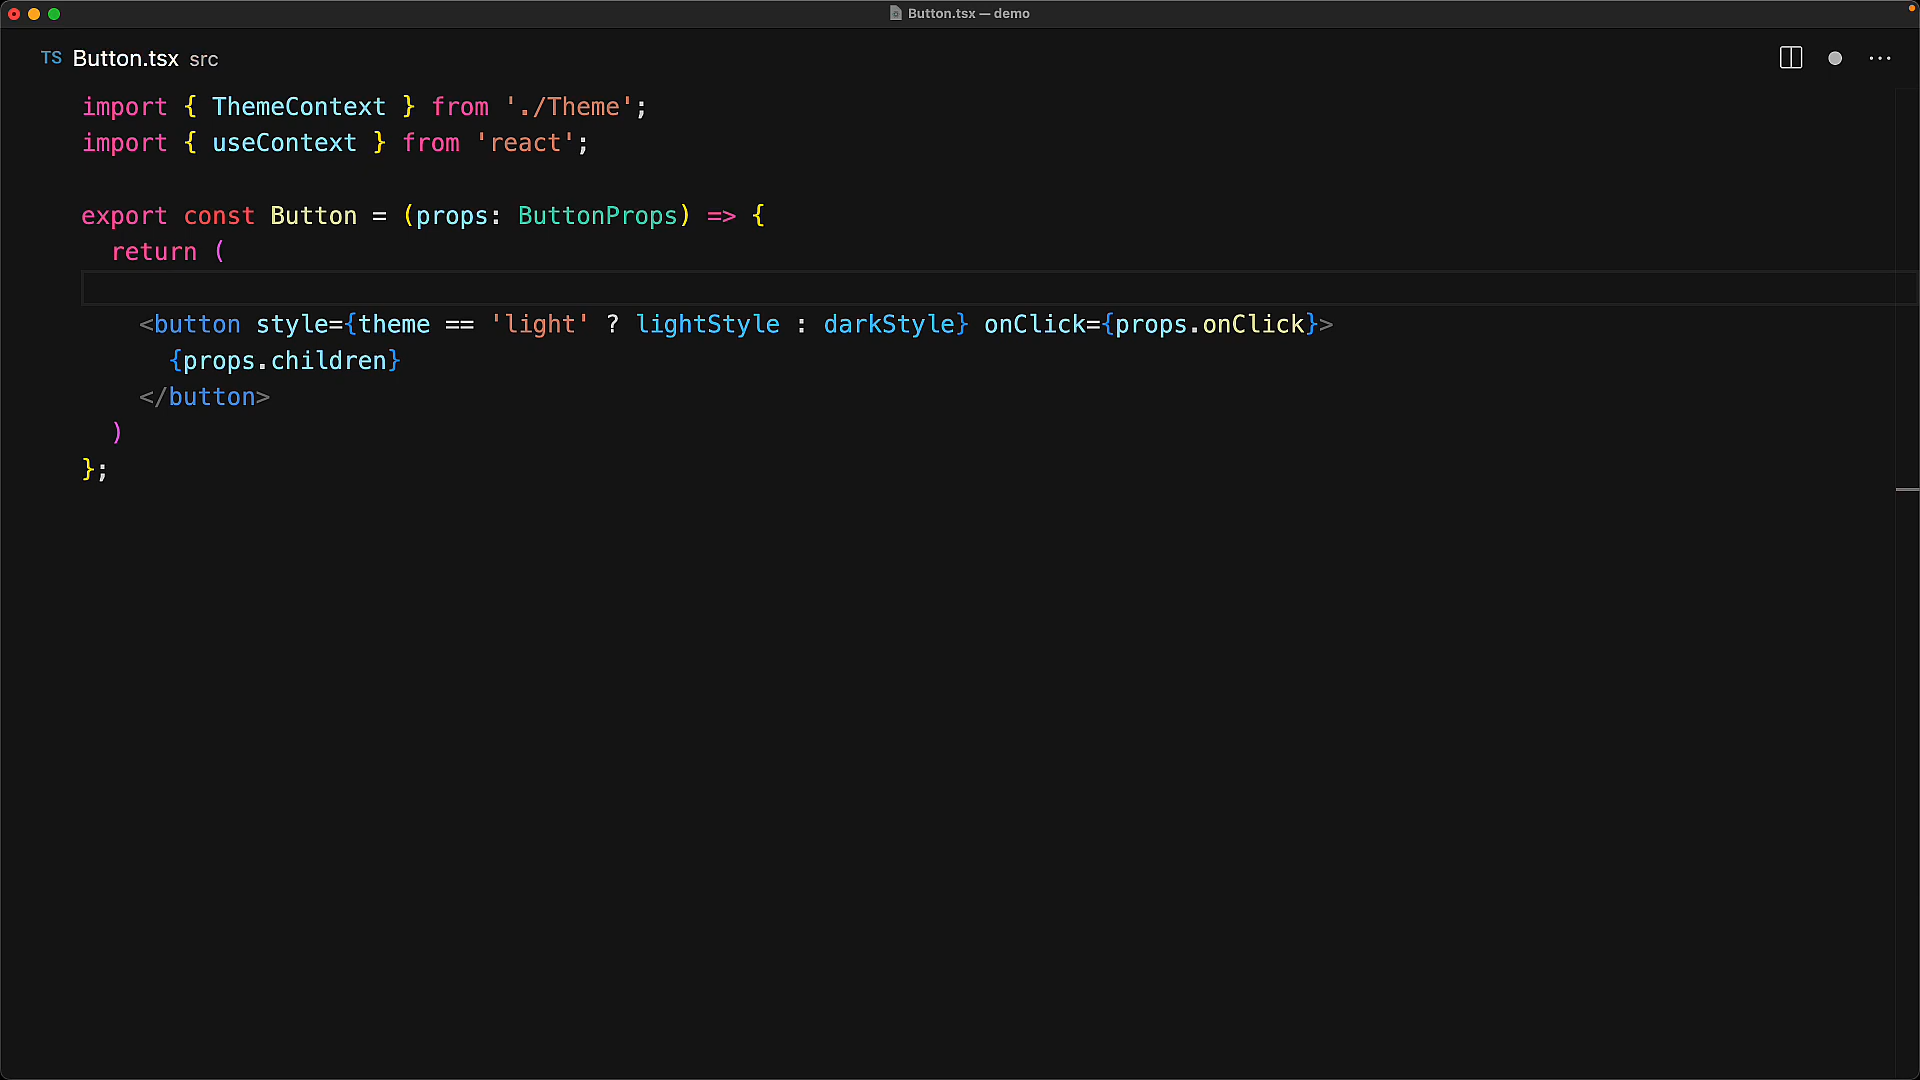 Button.tsx — demo
TS Button.tsx src
import { ThemeContext } from './Theme';
import { useContext } from 'react';
export const Button = (props: ButtonProps) => {
return (
<button style={theme == 'light' ? lightStyle : darkStyle} onClick={props.onClick}>
{props.children}
</button>
)
};